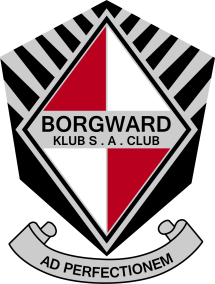 BORGWARD
KLUB S . A . CLUB
AD PERFECTIONEM